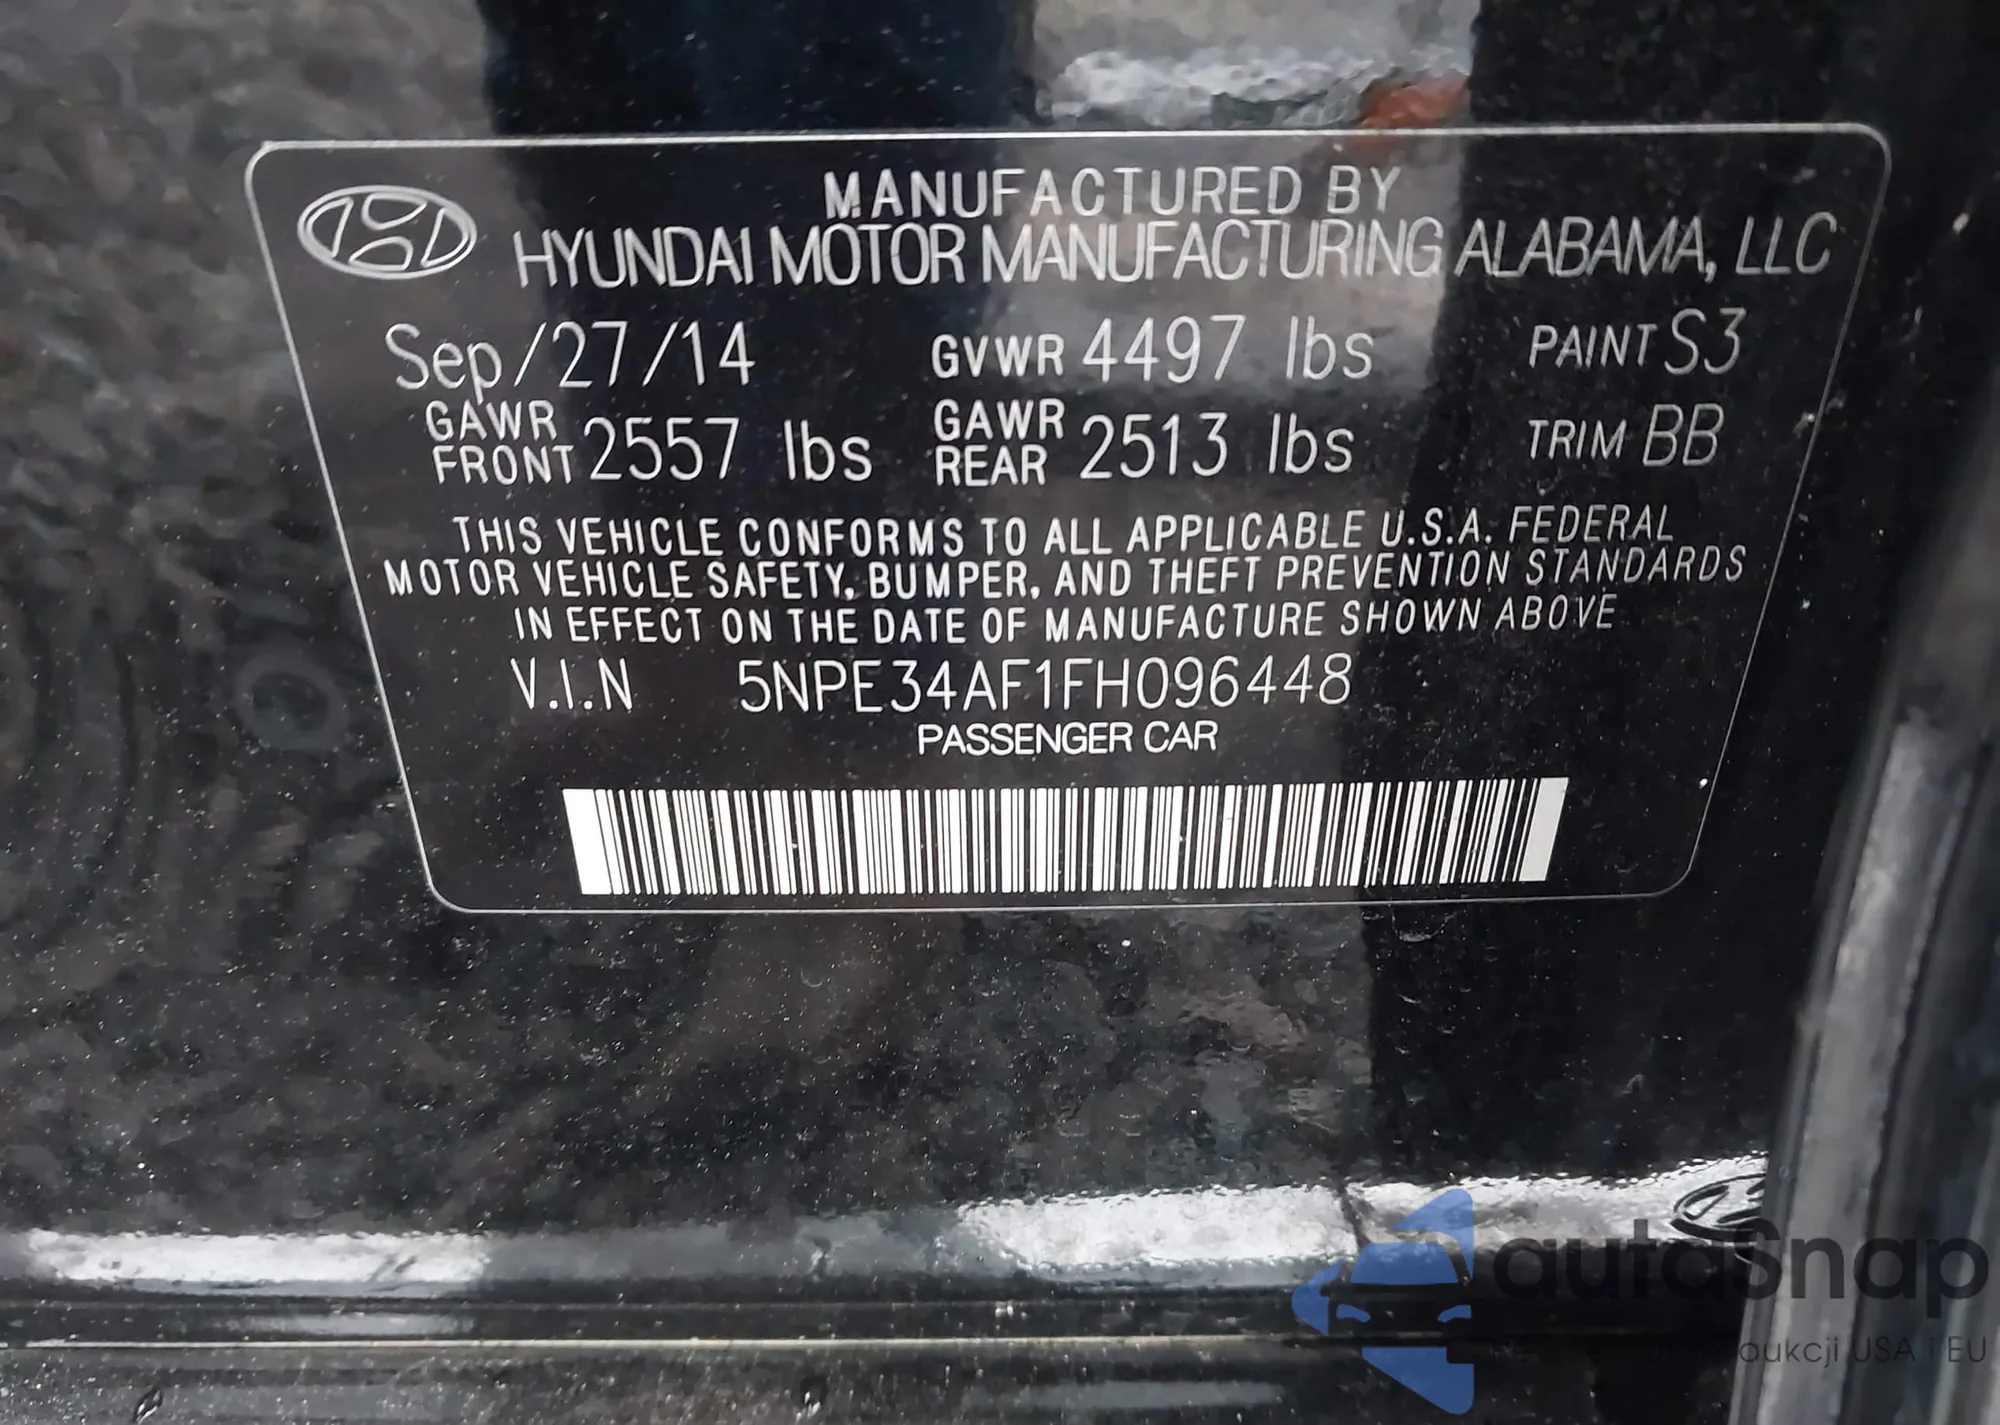 MANUFACTURED BY
HYUNDAI MOTOR MANUFACTURING ALABAMA, LLC
Sep/27/14 GVWR 4497 lbs PAINT S3
GAWR FRONT 2557 lbs GAWR REAR 2513 lbs TRIM BB
THIS VEHICLE CONFORMS TO ALL APPLICABLE U.S.A. FEDERAL
MOTOR VEHICLE SAFETY, BUMPER, AND THEFT PREVENTION STANDARDS
IN EFFECT ON THE DATE OF MANUFACTURE SHOWN ABOVE
V.I.N 5NPE34AF1FH096448
PASSENGER CAR
autosnap
USA i EU